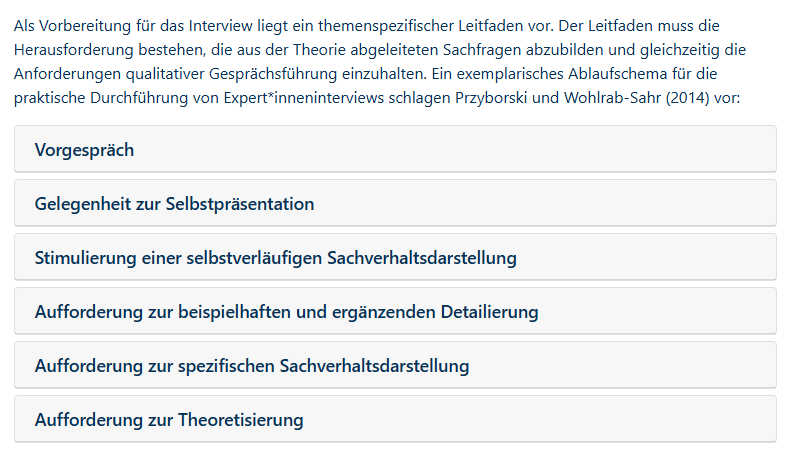 Als Vorbereitung für das Interview liegt ein themenspezifischer Leitfaden vor. Der Leitfaden muss die
Herausforderung bestehen, die aus der Theorie abgeleiteten Sachfragen abzubilden und gleichzeitig die
Anforderungen qualitativer Gesprächsführung einzuhalten. Ein exemplarisches Ablaufschema für die
praktische Durchführung von Expert*inneninterviews schlagen Przyborski und Wohlrab-Sahr (2014) vor:
Vorgespräch
Gelegenheit zur Selbstpräsentation
Stimulierung einer selbstverläufigen Sachverhaltsdarstellung
Aufforderung zur beispielhaften und ergänzenden Detailierung
Aufforderung zur spezifischen Sachverhaltsdarstellung
Aufforderung zur Theoretisierung